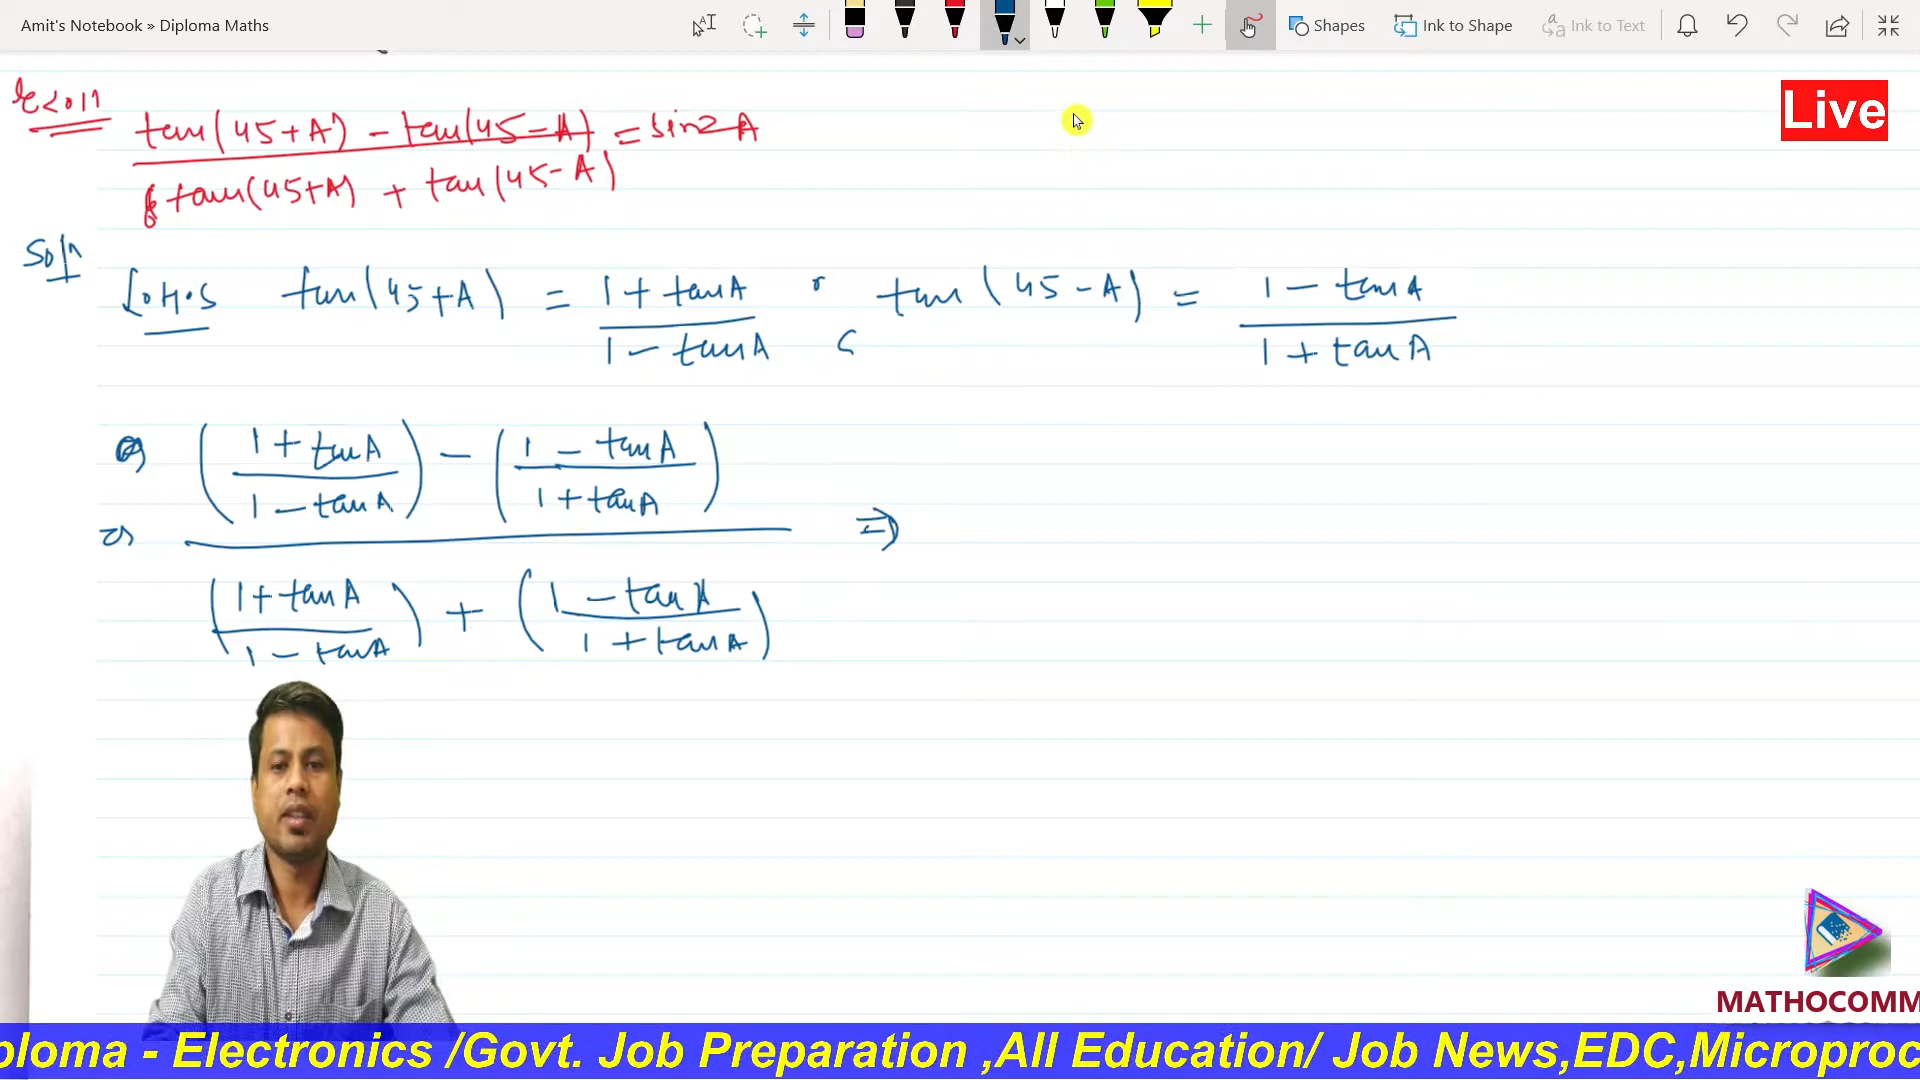 Amit's Notebook » Diploma Maths
Shapes
Ink to Shape
Ink to Text
Live
tan(45+A) - tan(45-A) = sin2A
tan(45+A) + tan(45-A)
Soln
L.H.S tan(45+A) = 1 + tanA tan(45-A) = 1 - tanA
1 - tanA 1 + tanA
(1 + tanA) - (1 - tanA)
1 - tanA 1 + tanA
⇒
(1 + tanA) + (1 - tanA)
1 - tanA 1 + tanA
MATHOCOMM
ploma - Electronics /Govt. Job Preparation ,All Education/ Job News,EDC,Microproc